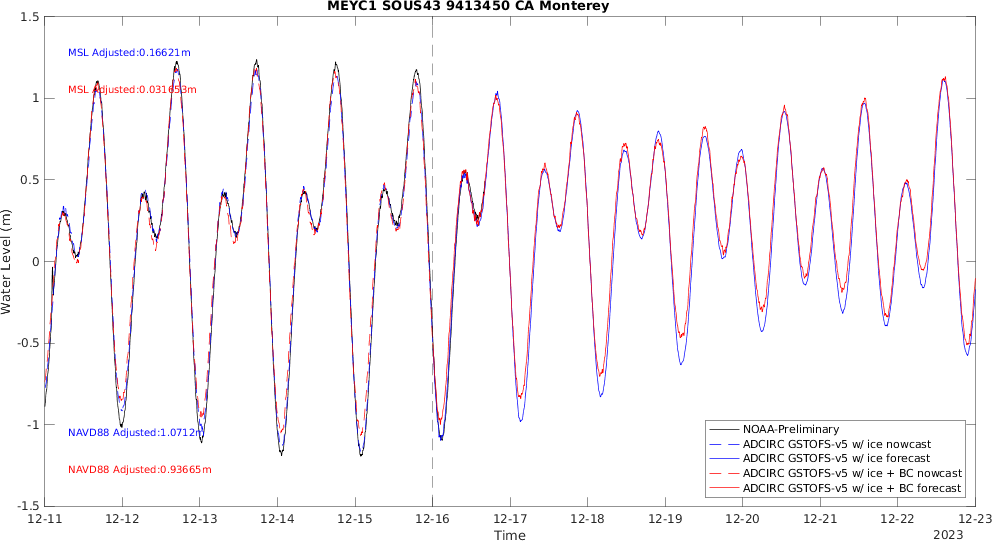 MEYC1 SOUS43 9413450 CA Monterey
1.5
1
0.5
0
-0.5
-1
-1.5
Water Level (m)
MSL Adjusted:0.16621m
MSL Adjusted:0.031653m
NAVD88 Adjusted:1.0712m
NAVD88 Adjusted:0.93665m
NOAA-Preliminary
ADCIRC GSTOFS-v5 w/ ice nowcast
ADCIRC GSTOFS-v5 w/ ice forecast
ADCIRC GSTOFS-v5 w/ ice + BC nowcast
ADCIRC GSTOFS-v5 w/ ice + BC forecast
12-11 12-12 12-13 12-14 12-15 12-16 12-17 12-18 12-19 12-20 12-21 12-22 12-23
Time
2023